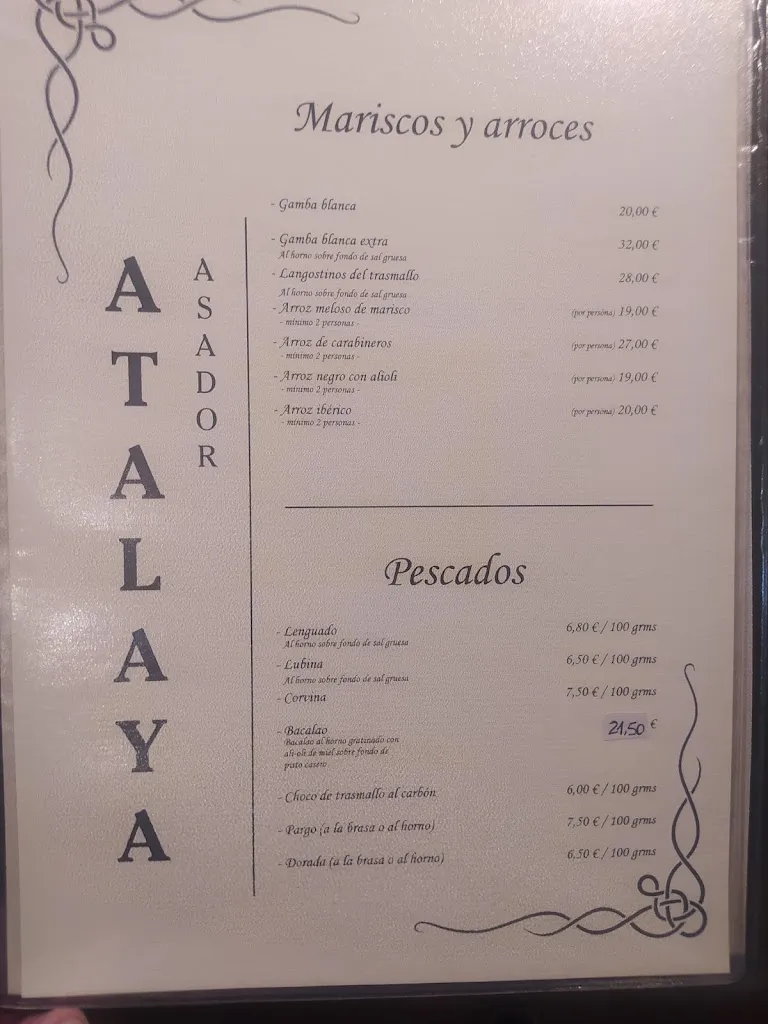 ATALAYA
ASADOR
Mariscos y arroces
- Gamba blanca 20,00 €
- Gamba blanca extra 32,00 €
Al horno sobre fondo de sal gruesa
- Langostinos del trasmallo 28,00 €
Al horno sobre fondo de sal gruesa
- Arroz meloso de marisco (por persona) 19,00 €
- mínimo 2 personas -
- Arroz de carabineros (por persona) 27,00 €
- mínimo 2 personas -
- Arroz negro con alioli (por persona) 19,00 €
- mínimo 2 personas -
- Arroz ibérico (por persona) 20,00 €
- mínimo 2 personas -
Pescados
- Lenguado 6,80 € / 100 grms
Al horno sobre fondo de sal gruesa
- Lubina 6,50 € / 100 grms
Al horno sobre fondo de sal gruesa
- Corvina 7,50 € / 100 grms
- Bacalao 21,50 €
Bacalao al horno gratinado con
ali-oli de miel sobre fondo de
pisto casero
- Choco de trasmallo al carbón 6,00 € / 100 grms
- Pargo (a la brasa o al horno) 7,50 € / 100 grms
- Dorada (a la brasa o al horno) 6,50 € / 100 grms